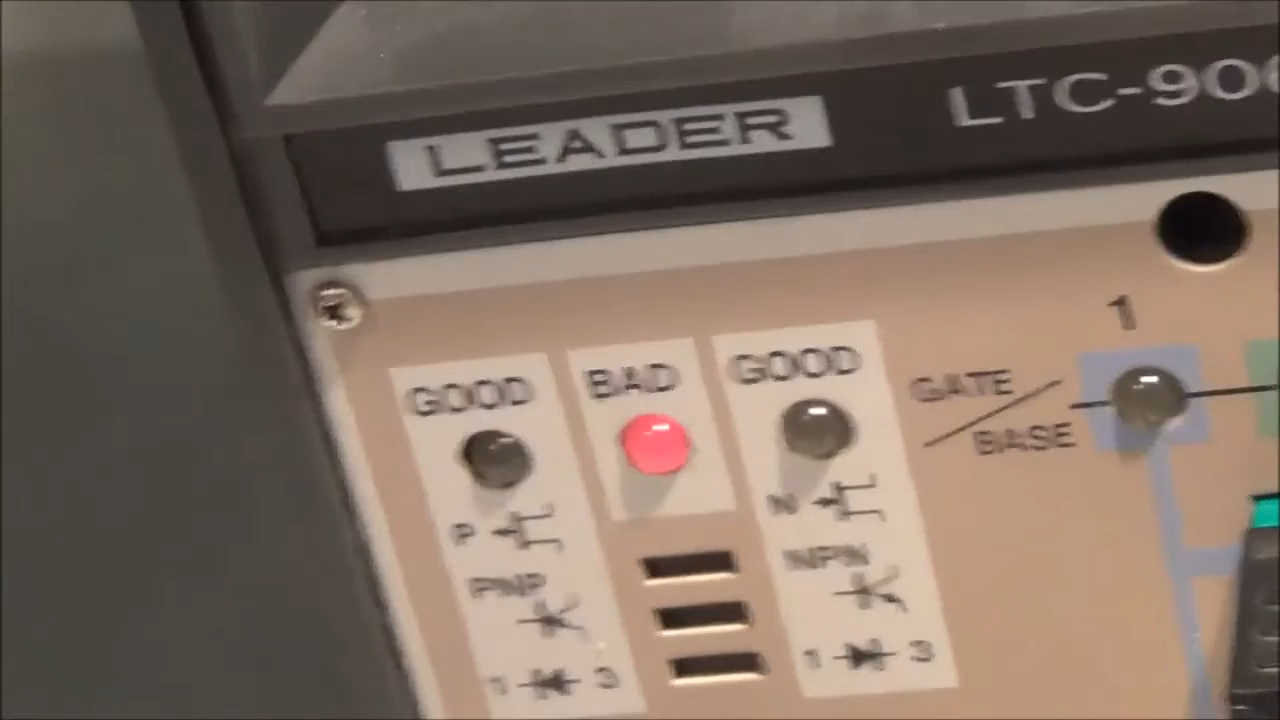 LEADER
LTC-90
1
GOOD
BAD
GOOD
GATE
BASE
P
N
PNP
NPN
1 3
1 3